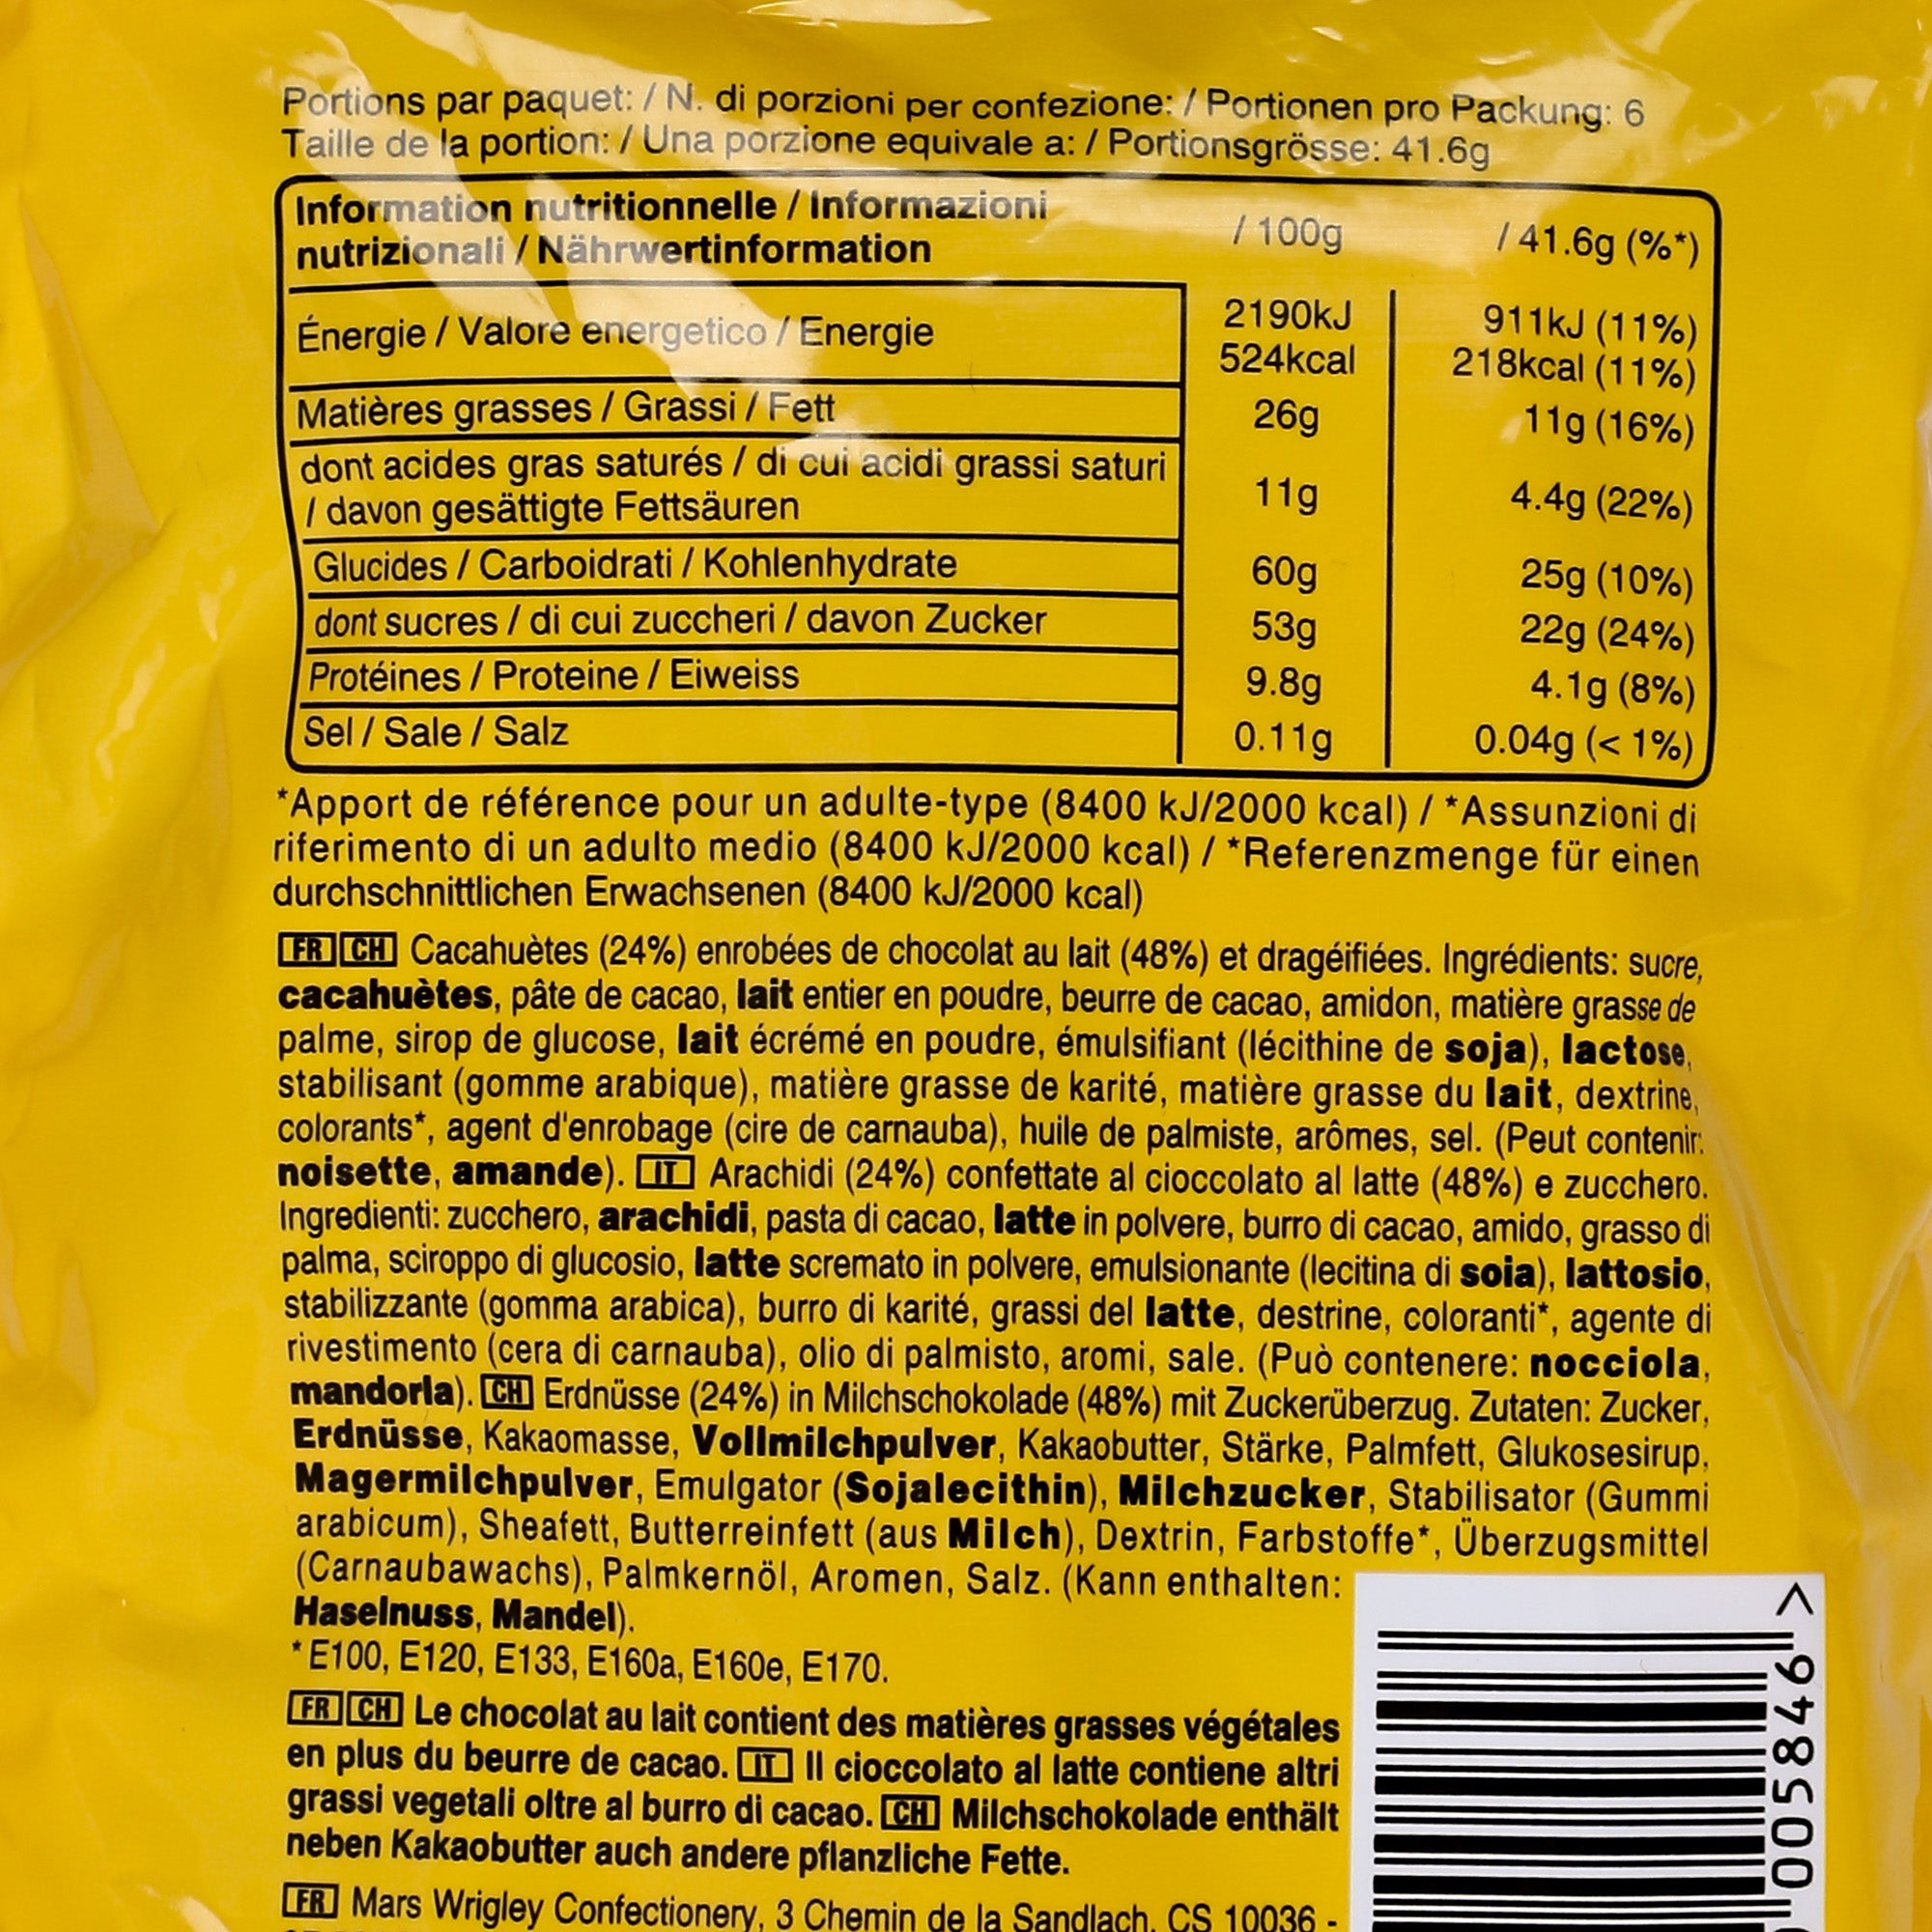 Portions par paquet: / N. di porzioni per confezione: / Portionen pro Packung: 6
Taille de la portion: / Una porzione equivale a: / Portionsgrösse: 41.6g
Information nutritionnelle / Informazioni
nutrizionali / Nährwertinformation
/ 100g
/ 41.6g (%*)
Énergie / Valore energetico / Energie
2190kJ
524kcal
911kJ (11%)
218kcal (11%)
Matières grasses / Grassi / Fett
26g
11g (16%)
dont acides gras saturés / di cui acidi grassi saturi
/ davon gesättigte Fettsäuren
11g
4.4g (22%)
Glucides / Carboidrati / Kohlenhydrate
60g
25g (10%)
dont sucres / di cui zuccheri / davon Zucker
53g
22g (24%)
Protéines / Proteine / Eiweiss
9.8g
4.1g (8%)
Sel / Sale / Salz
0.11g
0.04g (< 1%)
*Apport de référence pour un adulte-type (8400 kJ/2000 kcal) / *Assunzioni di
riferimento di un adulto medio (8400 kJ/2000 kcal) / *Referenzmenge für einen
durchschnittlichen Erwachsenen (8400 kJ/2000 kcal)
FR CH Cacahuètes (24%) enrobées de chocolat au lait (48%) et dragéifiées. Ingrédients: sucre,
cacahuètes, pâte de cacao, lait entier en poudre, beurre de cacao, amidon, matière grasse de
palme, sirop de glucose, lait écrémé en poudre, émulsifiant (lécithine de soja), lactose,
stabilisant (gomme arabique), matière grasse de karité, matière grasse du lait, dextrine,
colorants*, agent d'enrobage (cire de carnauba), huile de palmiste, arômes, sel. (Peut contenir:
noisette, amande). IT Arachidi (24%) confettate al cioccolato al latte (48%) e zucchero.
Ingredienti: zucchero, arachidi, pasta di cacao, latte in polvere, burro di cacao, amido, grasso di
palma, sciroppo di glucosio, latte scremato in polvere, emulsionante (lecitina di soia), lattosio,
stabilizzante (gomma arabica), burro di karité, grassi del latte, destrine, coloranti*, agente di
rivestimento (cera di carnauba), olio di palmisto, aromi, sale. (Può contenere: nocciola,
mandorla). CH Erdnüsse (24%) in Milchschokolade (48%) mit Zuckerüberzug. Zutaten: Zucker,
Erdnüsse, Kakaomasse, Vollmilchpulver, Kakaobutter, Stärke, Palmfett, Glukosesirup,
Magermilchpulver, Emulgator (Sojalecithin), Milchzucker, Stabilisator (Gummi
arabicum), Sheafett, Butterreinfett (aus Milch), Dextrin, Farbstoffe*, Überzugsmittel
(Carnaubawachs), Palmkernöl, Aromen, Salz. (Kann enthalten:
Haselnuss, Mandel).
* E100, E120, E133, E160a, E160e, E170.
FR CH Le chocolat au lait contient des matières grasses végétales
en plus du beurre de cacao. IT Il cioccolato al latte contiene altri
grassi vegetali oltre al burro di cacao. CH Milchschokolade enthält
neben Kakaobutter auch andere pflanzliche Fette.
FR Mars Wrigley Confectionery, 3 Chemin de la Sandlach, CS 10036 -
005846 >